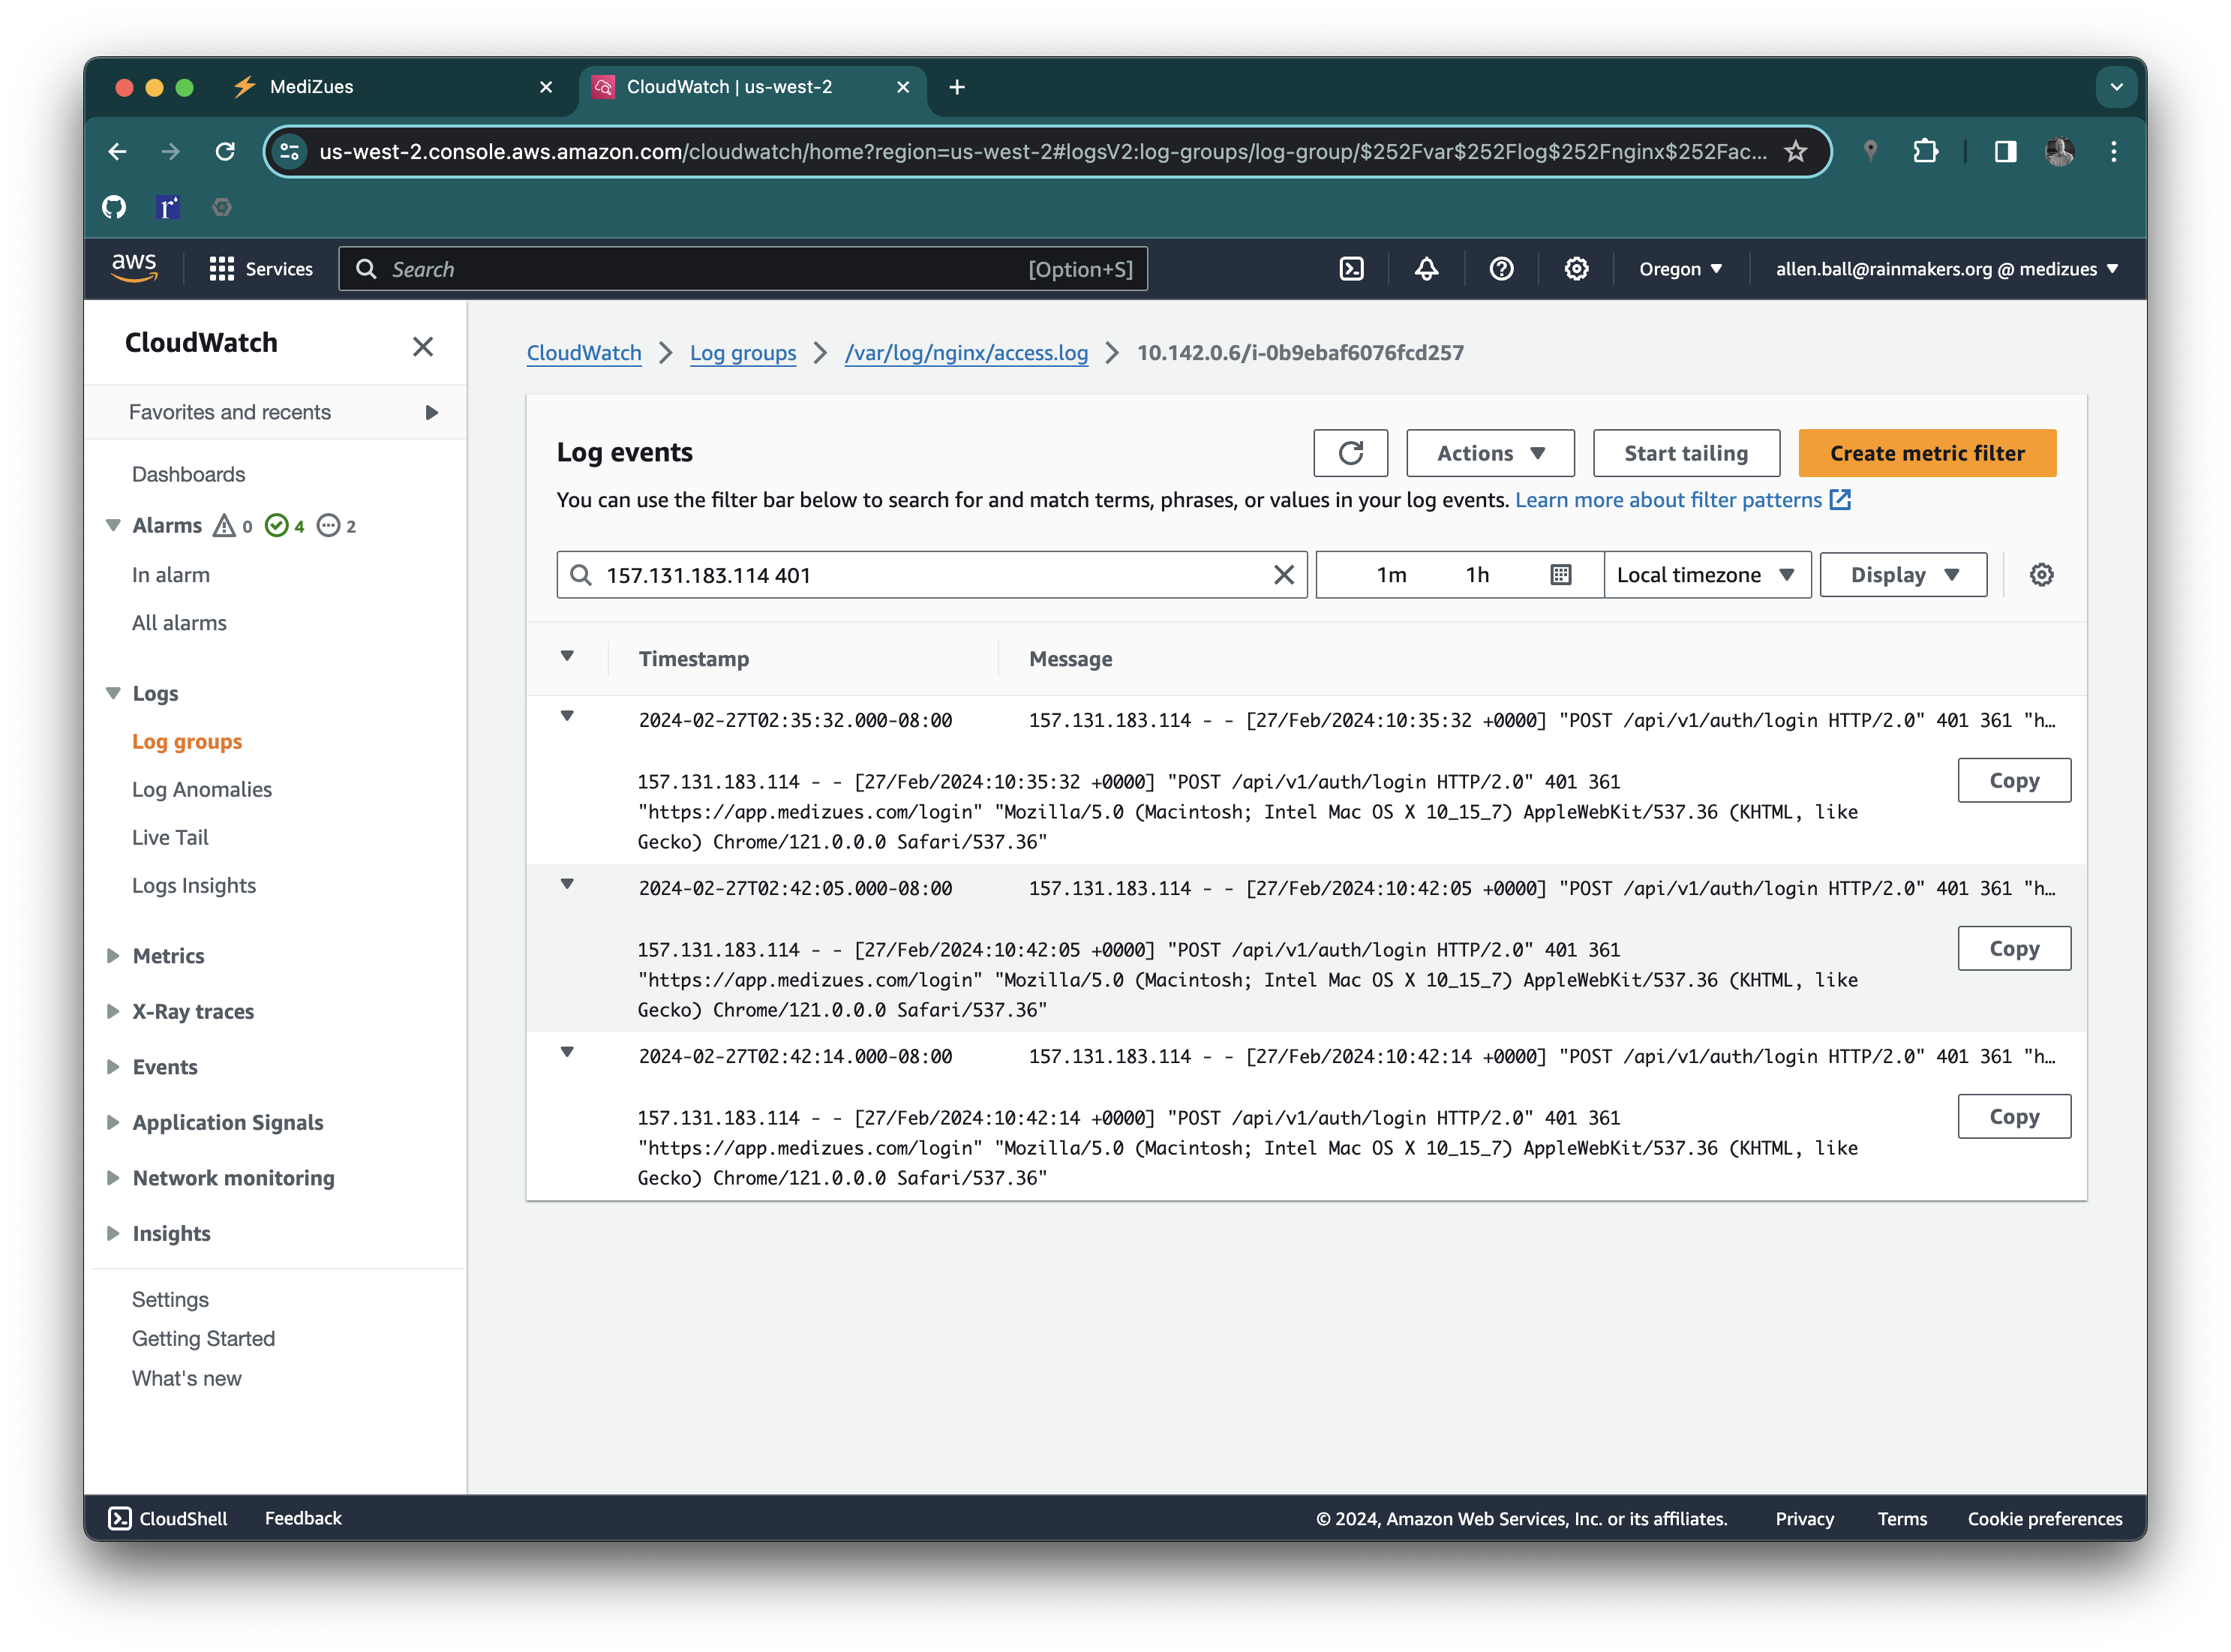 MediZues
CloudWatch | us-west-2
us-west-2.console.aws.amazon.com/cloudwatch/home?region=us-west-2#logsV2:log-groups/log-group/$252Fvar$252Flog$252Fnginx$252Fac...
r
aws
Services
Search
[Option+S]
Oregon
allen.ball@rainmakers.org @ medizues
CloudWatch
Favorites and recents
Dashboards
Alarms 0 4 2
In alarm
All alarms
Logs
Log groups
Log Anomalies
Live Tail
Logs Insights
Metrics
X-Ray traces
Events
Application Signals
Network monitoring
Insights
Settings
Getting Started
What's new
CloudWatch > Log groups > /var/log/nginx/access.log > 10.142.0.6/i-0b9ebaf6076fcd257
Log events
Actions
Start tailing
Create metric filter
You can use the filter bar below to search for and match terms, phrases, or values in your log events. Learn more about filter patterns
157.131.183.114 401
1m
1h
Local timezone
Display
Timestamp
Message
2024-02-27T02:35:32.000-08:00
157.131.183.114 - - [27/Feb/2024:10:35:32 +0000] "POST /api/v1/auth/login HTTP/2.0" 401 361 "h…
157.131.183.114 - - [27/Feb/2024:10:35:32 +0000] "POST /api/v1/auth/login HTTP/2.0" 401 361
"https://app.medizues.com/login" "Mozilla/5.0 (Macintosh; Intel Mac OS X 10_15_7) AppleWebKit/537.36 (KHTML, like
Gecko) Chrome/121.0.0.0 Safari/537.36"
Copy
2024-02-27T02:42:05.000-08:00
157.131.183.114 - - [27/Feb/2024:10:42:05 +0000] "POST /api/v1/auth/login HTTP/2.0" 401 361 "h…
157.131.183.114 - - [27/Feb/2024:10:42:05 +0000] "POST /api/v1/auth/login HTTP/2.0" 401 361
"https://app.medizues.com/login" "Mozilla/5.0 (Macintosh; Intel Mac OS X 10_15_7) AppleWebKit/537.36 (KHTML, like
Gecko) Chrome/121.0.0.0 Safari/537.36"
Copy
2024-02-27T02:42:14.000-08:00
157.131.183.114 - - [27/Feb/2024:10:42:14 +0000] "POST /api/v1/auth/login HTTP/2.0" 401 361 "h…
157.131.183.114 - - [27/Feb/2024:10:42:14 +0000] "POST /api/v1/auth/login HTTP/2.0" 401 361
"https://app.medizues.com/login" "Mozilla/5.0 (Macintosh; Intel Mac OS X 10_15_7) AppleWebKit/537.36 (KHTML, like
Gecko) Chrome/121.0.0.0 Safari/537.36"
Copy
CloudShell
Feedback
© 2024, Amazon Web Services, Inc. or its affiliates.
Privacy
Terms
Cookie preferences